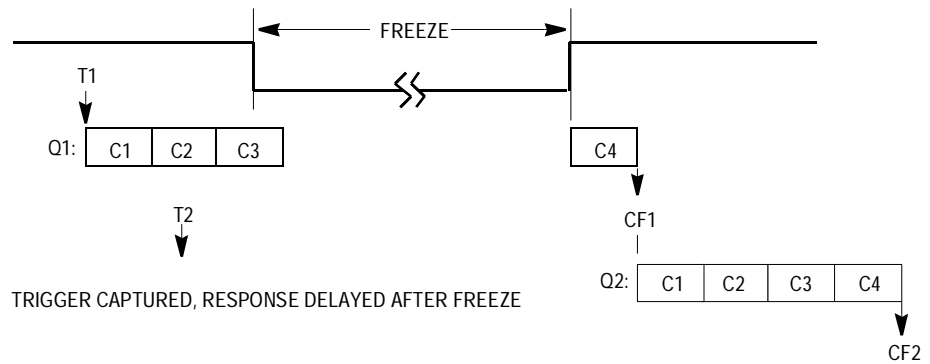 FREEZE
T1
Q1: C1 C2 C3 C4
T2
CF1
Q2: C1 C2 C3 C4
TRIGGER CAPTURED, RESPONSE DELAYED AFTER FREEZE
CF2